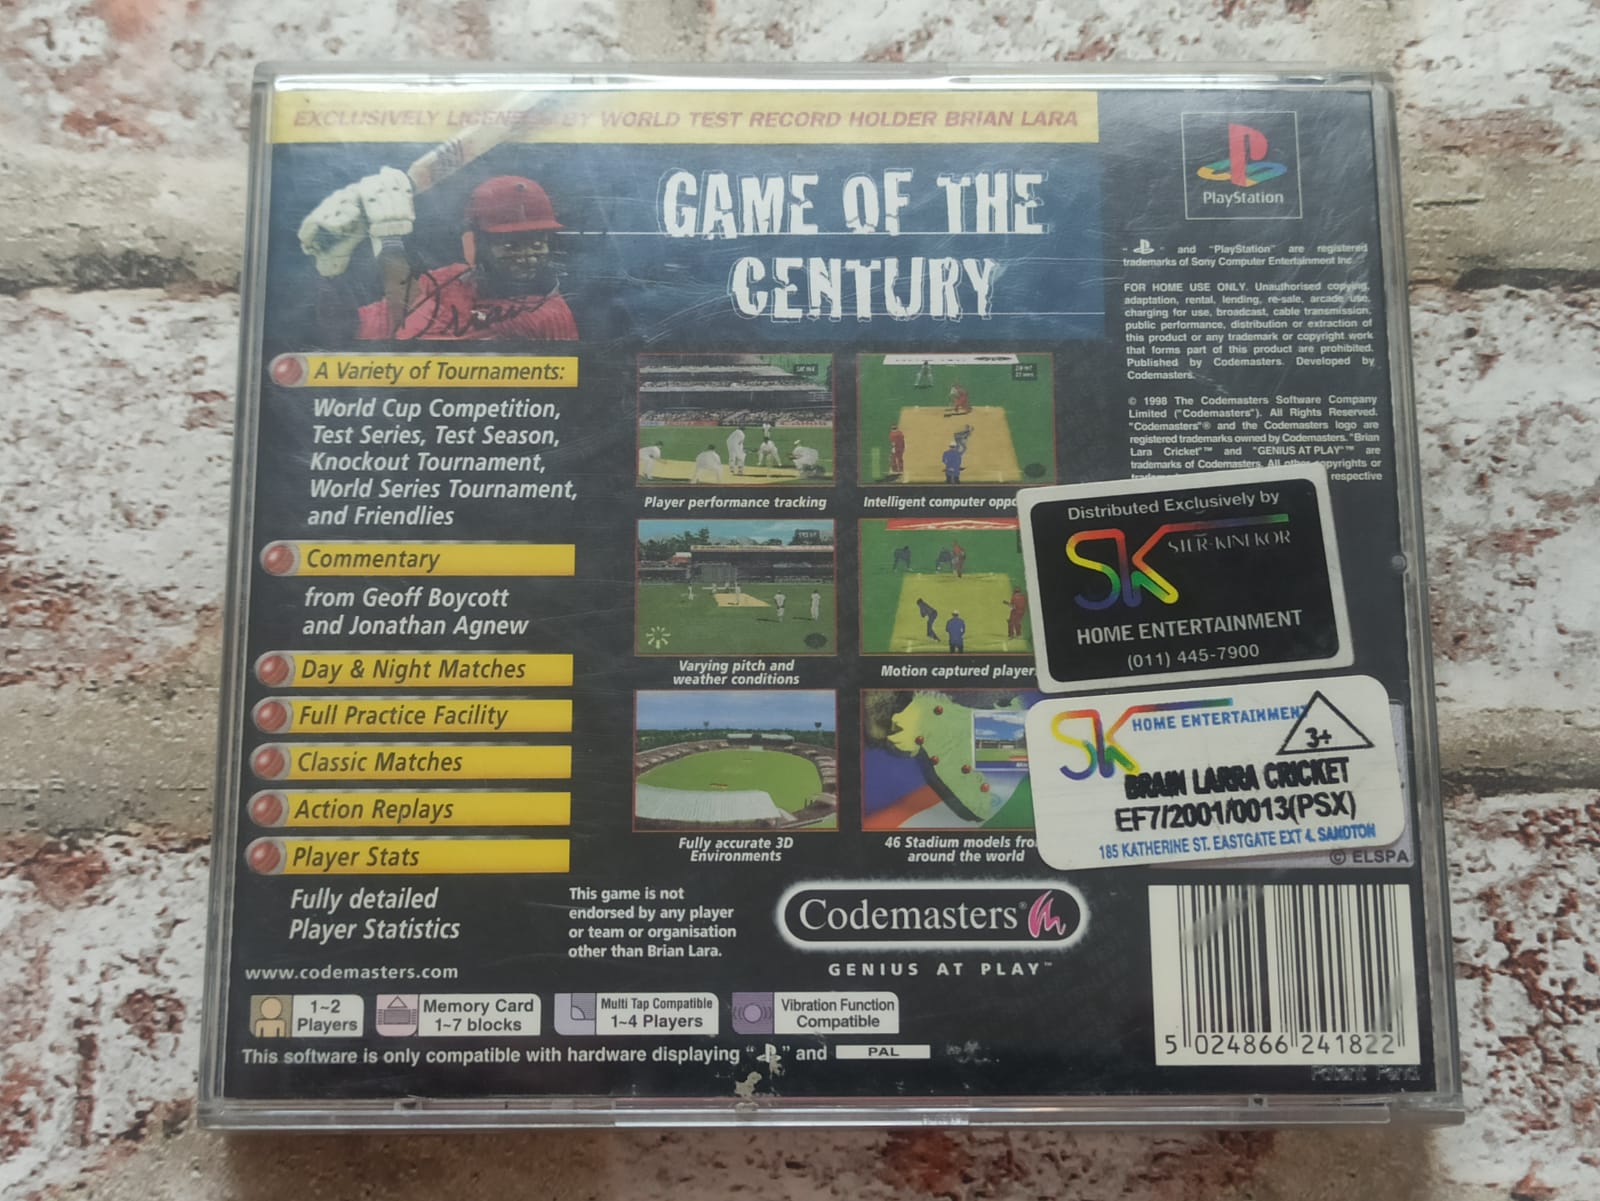 EXCLUSIVELY LICENSED BY WORLD TEST RECORD HOLDER BRIAN LARA
GAME OF THE
CENTURY
PlayStation
" " and "PlayStation" are registered
trademarks of Sony Computer Entertainment Inc.
FOR HOME USE ONLY. Unauthorised copying,
adaptation, rental, lending, re-sale, arcade use,
charging for use, broadcast, cable transmission,
public performance, distribution or extraction of
this product or any trademark or copyright work
that forms part of this product are prohibited.
Published by Codemasters. Developed by
Codemasters.
© 1998 The Codemasters Software Company
Limited ("Codemasters"). All Rights Reserved.
"Codemasters"® and the Codemasters logo are
registered trademarks owned by Codemasters. "Brian
Lara Cricket"™ and "GENIUS AT PLAY"™ are
trademarks of Codemasters. All other copyrights or
respective
A Variety of Tournaments:
World Cup Competition,
Test Series, Test Season,
Knockout Tournament,
World Series Tournament,
and Friendlies
Commentary
from Geoff Boycott
and Jonathan Agnew
Day & Night Matches
Full Practice Facility
Classic Matches
Action Replays
Player Stats
Fully detailed
Player Statistics
www.codemasters.com
Player performance tracking
Intelligent computer oppo
Varying pitch and
weather conditions
Motion captured player
Fully accurate 3D
Environments
46 Stadium models fro
around the world
Distributed Exclusively by
SK STER-KINEKOR
HOME ENTERTAINMENT
(011) 445-7900
SK HOME ENTERTAINMENT
3+
BRAIN LARRA CRICKET
EF7/2001/0013(PSX)
185 KATHERINE ST. EASTGATE EXT 4. SANDTON
© ELSPA
This game is not
endorsed by any player
or team or organisation
other than Brian Lara.
Codemasters®
GENIUS AT PLAY™
1~2
Players
Memory Card
1~7 blocks
Multi Tap Compatible
1~4 Players
Vibration Function
Compatible
This software is only compatible with hardware displaying " " and PAL
5 024866 241822